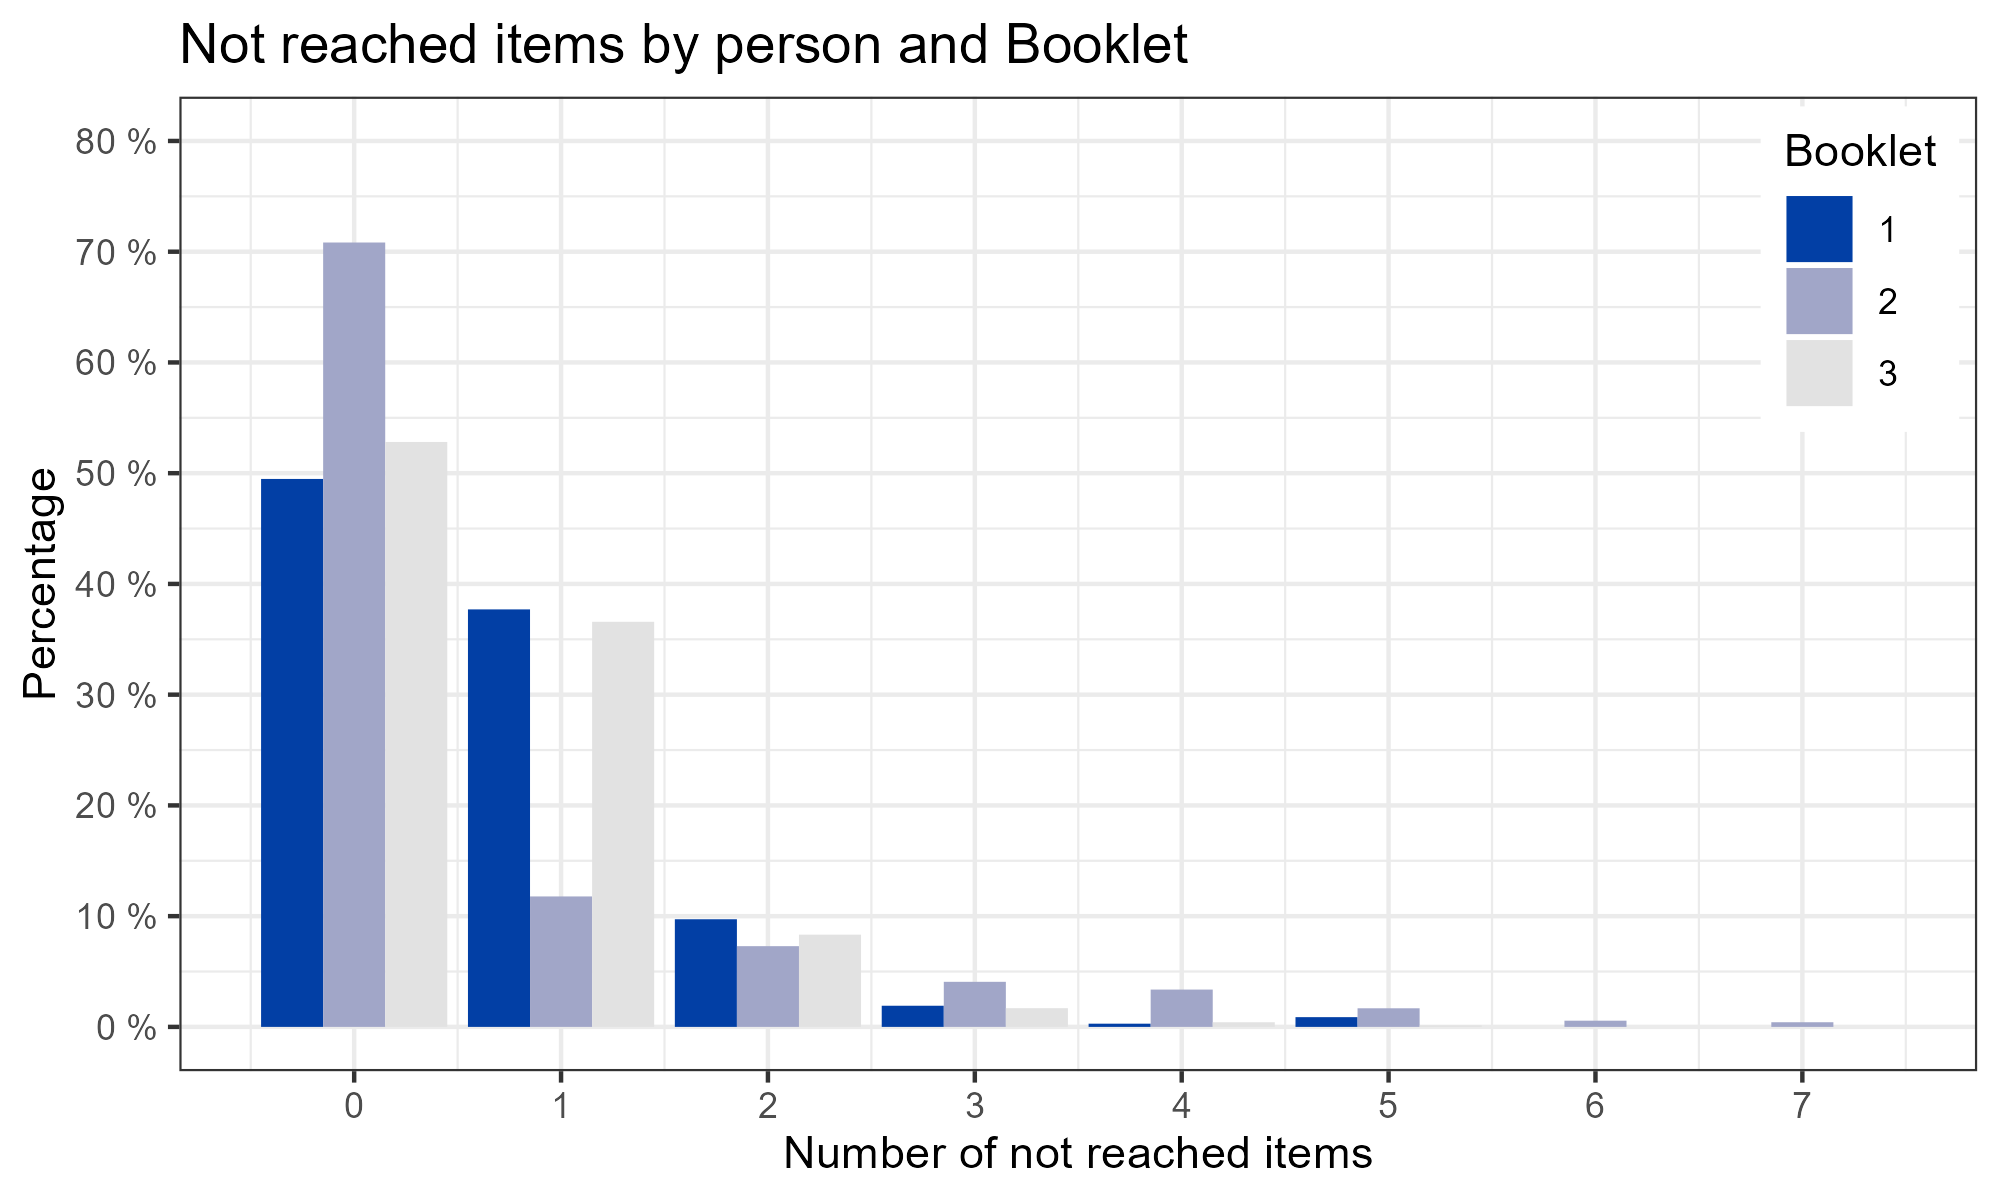 Not reached items by person and Booklet
80 %
70 %
60 %
50 %
40 %
30 %
20 %
10 %
0 %
Percentage
0 1 2 3 4 5 6 7
Number of not reached items
Booklet
1
2
3